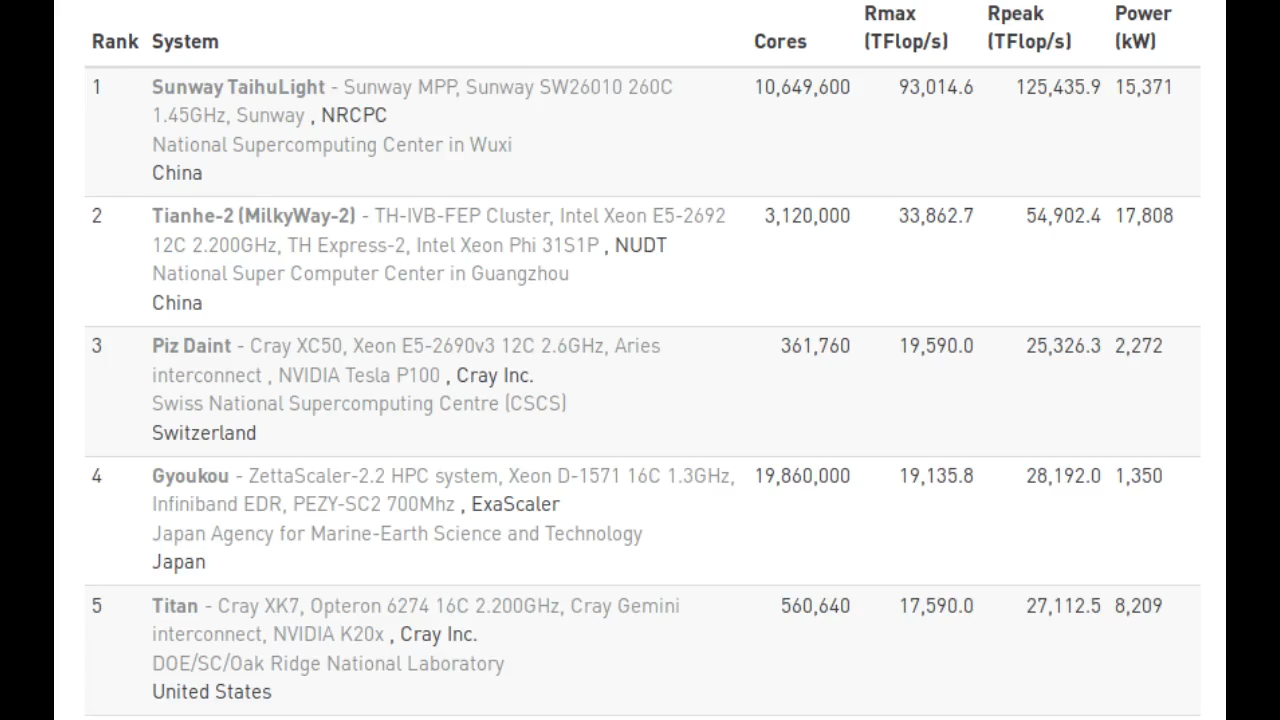 Rank System Cores Rmax (TFlop/s) Rpeak (TFlop/s) Power (kW)
1 Sunway TaihuLight - Sunway MPP, Sunway SW26010 260C 10,649,600 93,014.6 125,435.9 15,371
1.45GHz, Sunway , NRCPC
National Supercomputing Center in Wuxi
China
2 Tianhe-2 (MilkyWay-2) - TH-IVB-FEP Cluster, Intel Xeon E5-2692 3,120,000 33,862.7 54,902.4 17,808
12C 2.200GHz, TH Express-2, Intel Xeon Phi 31S1P , NUDT
National Super Computer Center in Guangzhou
China
3 Piz Daint - Cray XC50, Xeon E5-2690v3 12C 2.6GHz, Aries 361,760 19,590.0 25,326.3 2,272
interconnect , NVIDIA Tesla P100 , Cray Inc.
Swiss National Supercomputing Centre (CSCS)
Switzerland
4 Gyoukou - ZettaScaler-2.2 HPC system, Xeon D-1571 16C 1.3GHz, 19,860,000 19,135.8 28,192.0 1,350
Infiniband EDR, PEZY-SC2 700Mhz , ExaScaler
Japan Agency for Marine-Earth Science and Technology
Japan
5 Titan - Cray XK7, Opteron 6274 16C 2.200GHz, Cray Gemini 560,640 17,590.0 27,112.5 8,209
interconnect, NVIDIA K20x , Cray Inc.
DOE/SC/Oak Ridge National Laboratory
United States